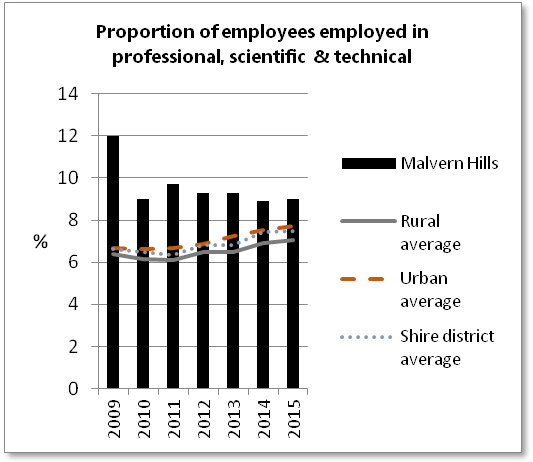 Proportion of employees employed in
professional, scientific & technical
14
12
10
8
6
4
2
0
%
2009
2010
2011
2012
2013
2014
2015
Malvern Hills
Rural
average
Urban
average
Shire district
average